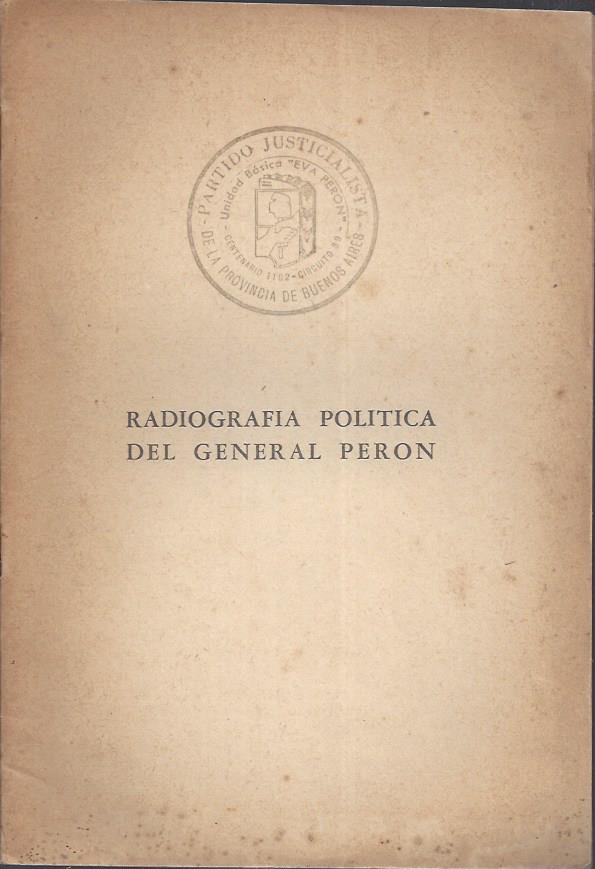 PARTIDO JUSTICIALISTA
DE LA PROVINCIA DE BUENOS AIRES
Unidad Básica "EVA PERON"
CENTENARIO 1102-CIRCUITO 99
RADIOGRAFIA POLITICA
DEL GENERAL PERON